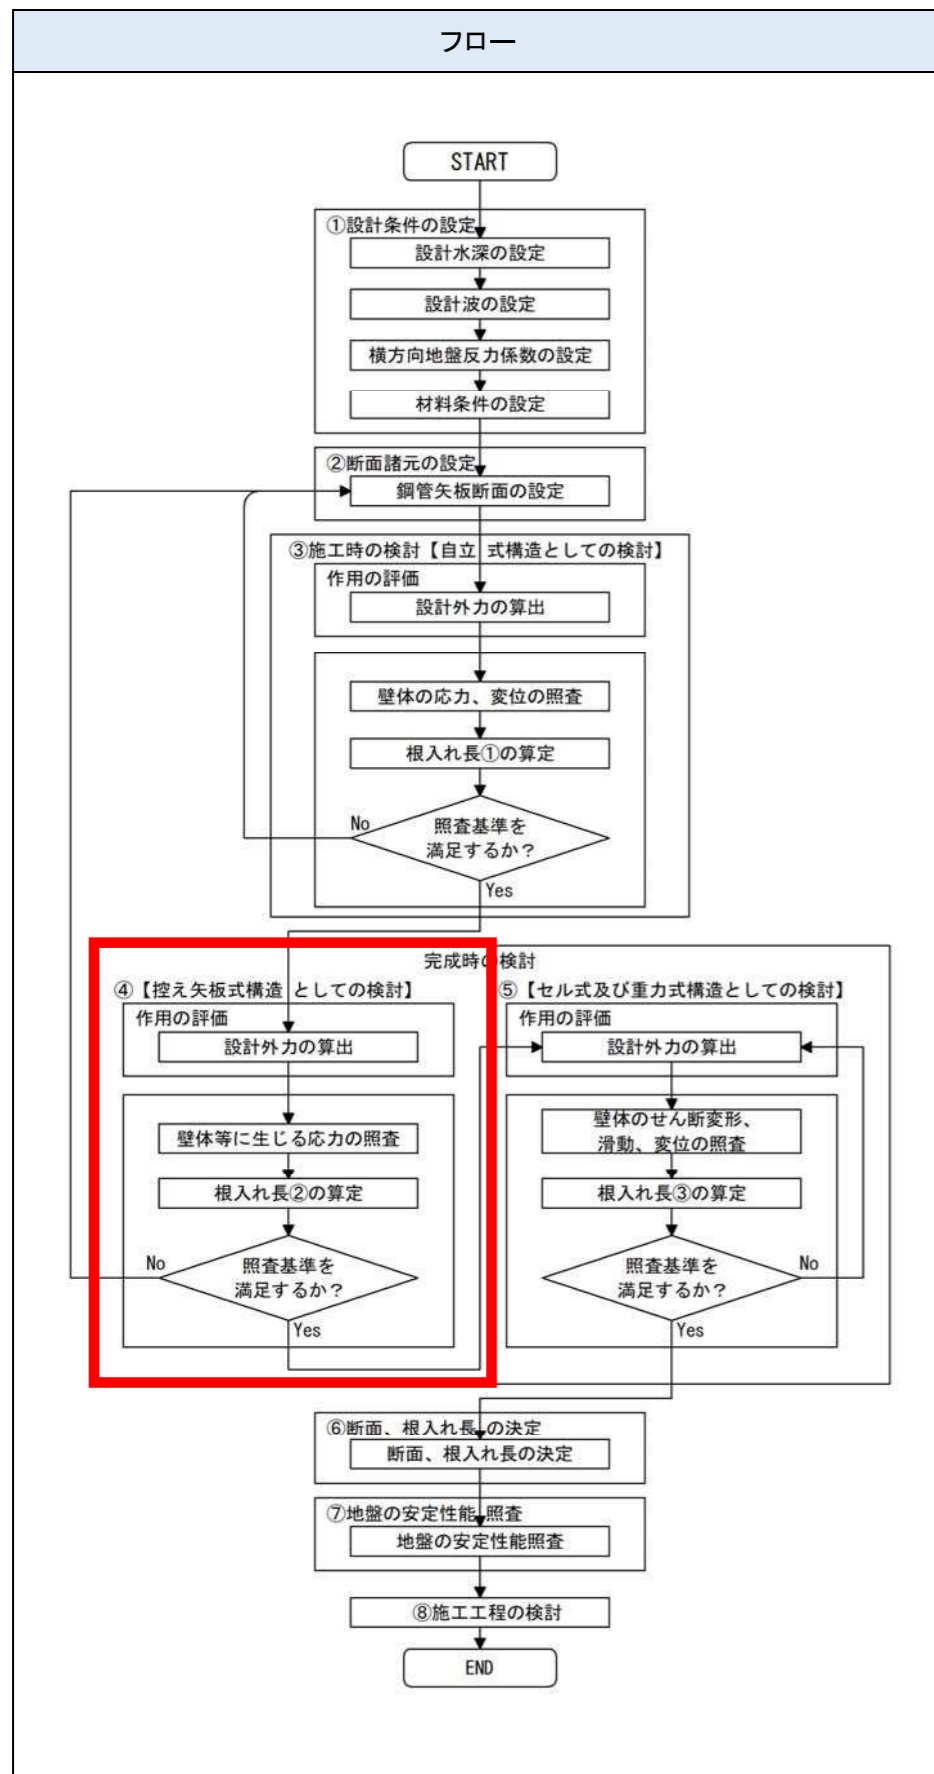 フロー
START
①設計条件の設定
設計水深の設定
設計波の設定
横方向地盤反力係数の設定
材料条件の設定
②断面諸元の設定
鋼管矢板断面の設定
③施工時の検討【自立式構造としての検討】
作用の評価
設計外力の算出
壁体の応力、変位の照査
根入れ長①の算定
No
照査基準を
満足するか?
Yes
完成時の検討
④【控え矢板式構造としての検討】
作用の評価
設計外力の算出
壁体等に生じる応力の照査
根入れ長②の算定
No
照査基準を
満足するか?
Yes
⑤【セル式及び重力式構造としての検討】
作用の評価
設計外力の算出
壁体のせん断変形、
滑動、変位の照査
根入れ長③の算定
照査基準を
満足するか?
No
Yes
⑥断面、根入れ長の決定
断面、根入れ長の決定
⑦地盤の安定性能照査
地盤の安定性能照査
⑧施工工程の検討
END